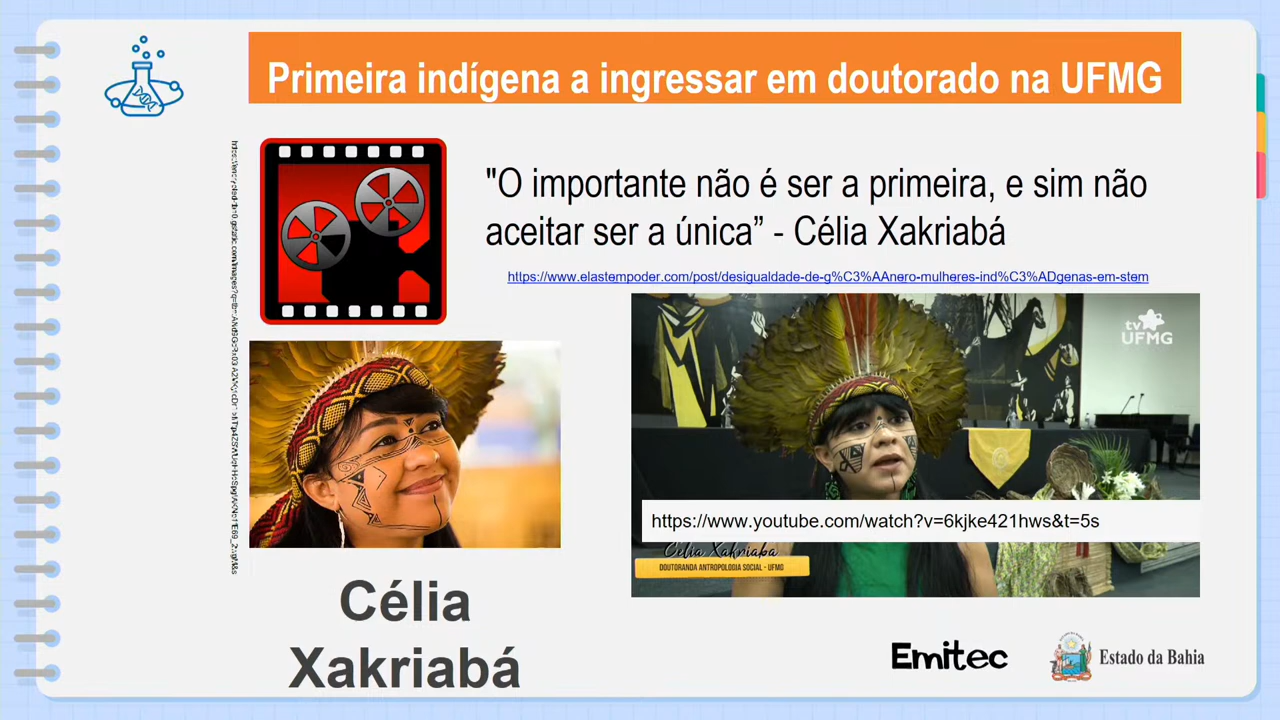 Primeira indígena a ingressar em doutorado na UFMG
"O importante não é ser a primeira, e sim não
aceitar ser a única” - Célia Xakriabá
https://www.elastempoder.com/post/desigualdade-de-g%C3%AAnero-mulheres-ind%C3%ADgenas-em-stem
tv
UFMG
https://www.youtube.com/watch?v=6kjke421hws&t=5s
Célia Xakriabá
DOUTORANDA ANTROPOLOGIA SOCIAL - UFMG
Célia
Xakriabá
Emitec
Estado da Bahia